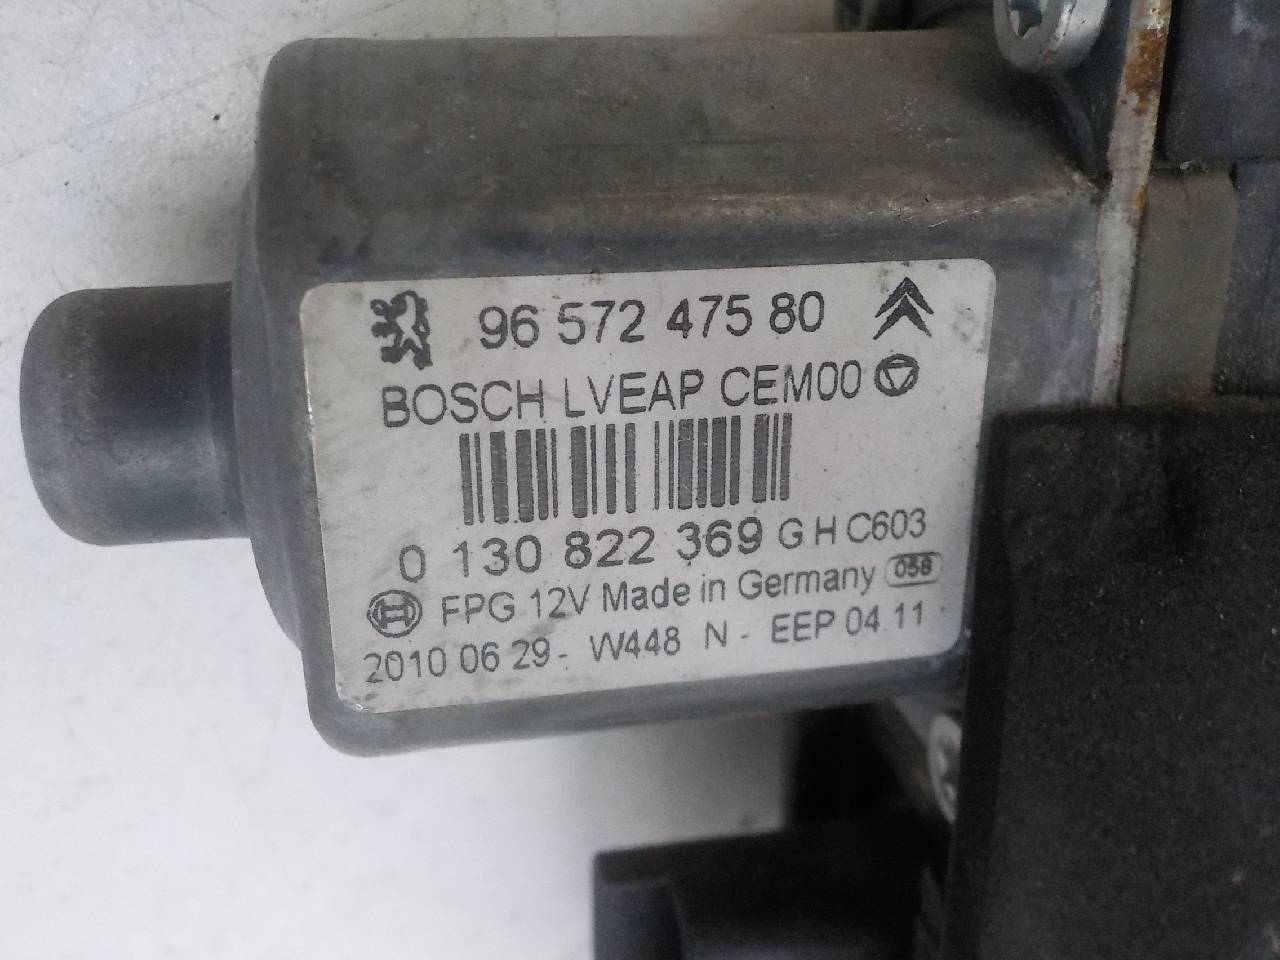 96 572 475 80
BOSCH LVEAP CEM00
0 130 822 369 G H C603
FPG 12V Made in Germany 058
2010 06 29 - W448 N - EEP 04.11